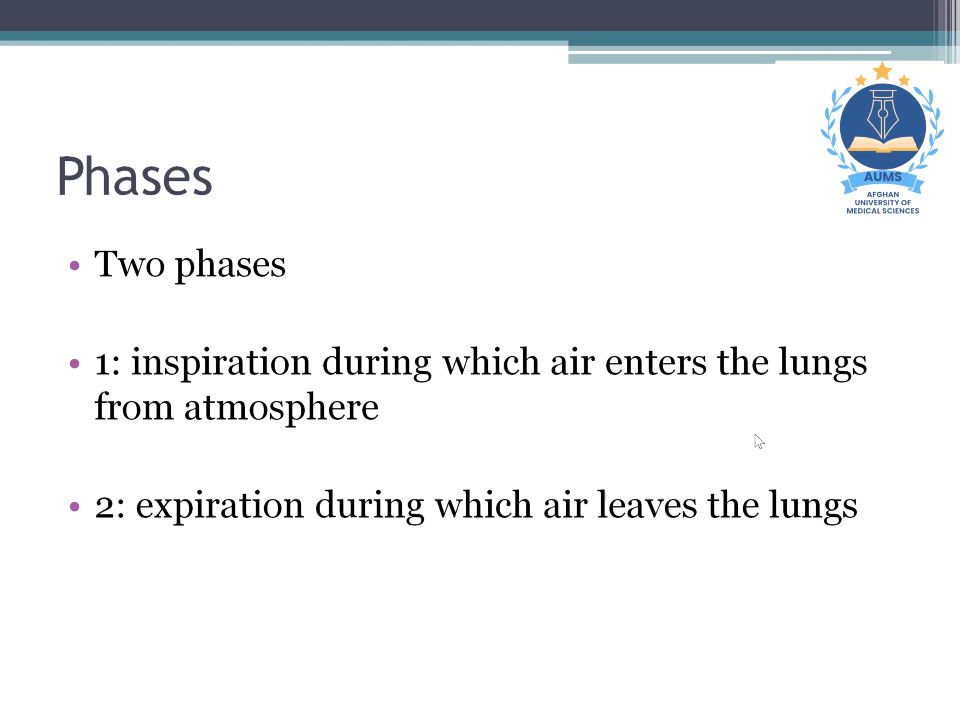 AUMS
AFGHAN
UNIVERSITY OF
MEDICAL SCIENCES
Phases
• Two phases
• 1: inspiration during which air enters the lungs
from atmosphere
• 2: expiration during which air leaves the lungs